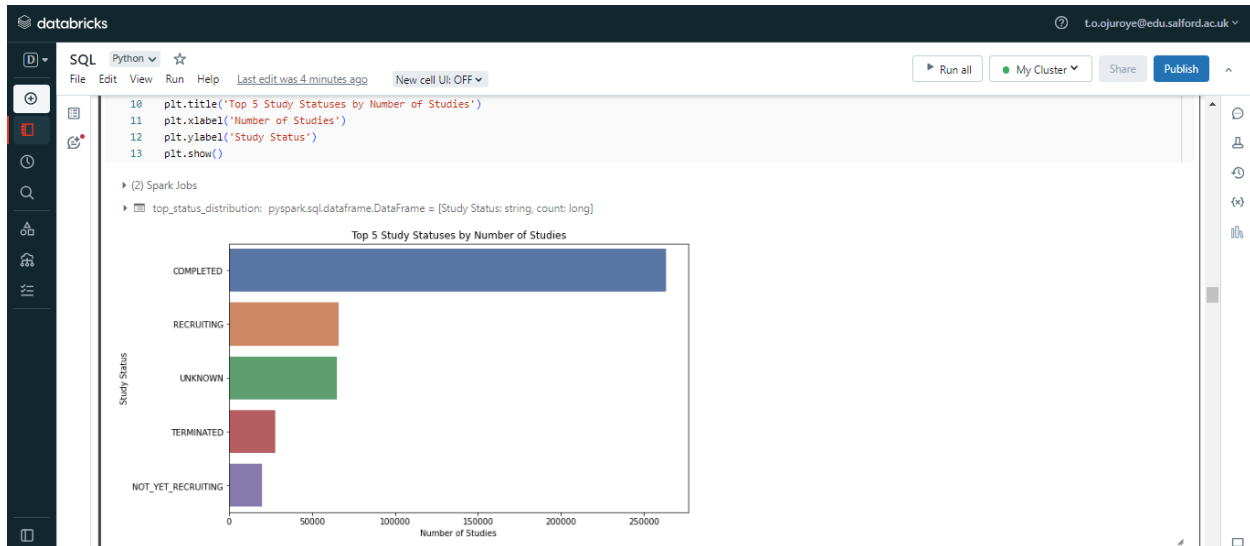 databricks
t.o.ojuroye@edu.salford.ac.uk
D
SQL Python
File Edit View Run Help Last edit was 4 minutes ago New cell UI: OFF
Run all My Cluster Share Publish
10 plt.title('Top 5 Study Statuses by Number of Studies')
11 plt.xlabel('Number of Studies')
12 plt.ylabel('Study Status')
13 plt.show()
(2) Spark Jobs
top_status_distribution: pyspark.sql.dataframe.DataFrame = [Study Status: string, count: long]
Top 5 Study Statuses by Number of Studies
Study Status
COMPLETED
RECRUITING
UNKNOWN
TERMINATED
NOT_YET_RECRUITING
0 50000 100000 150000 200000 250000
Number of Studies
{x}